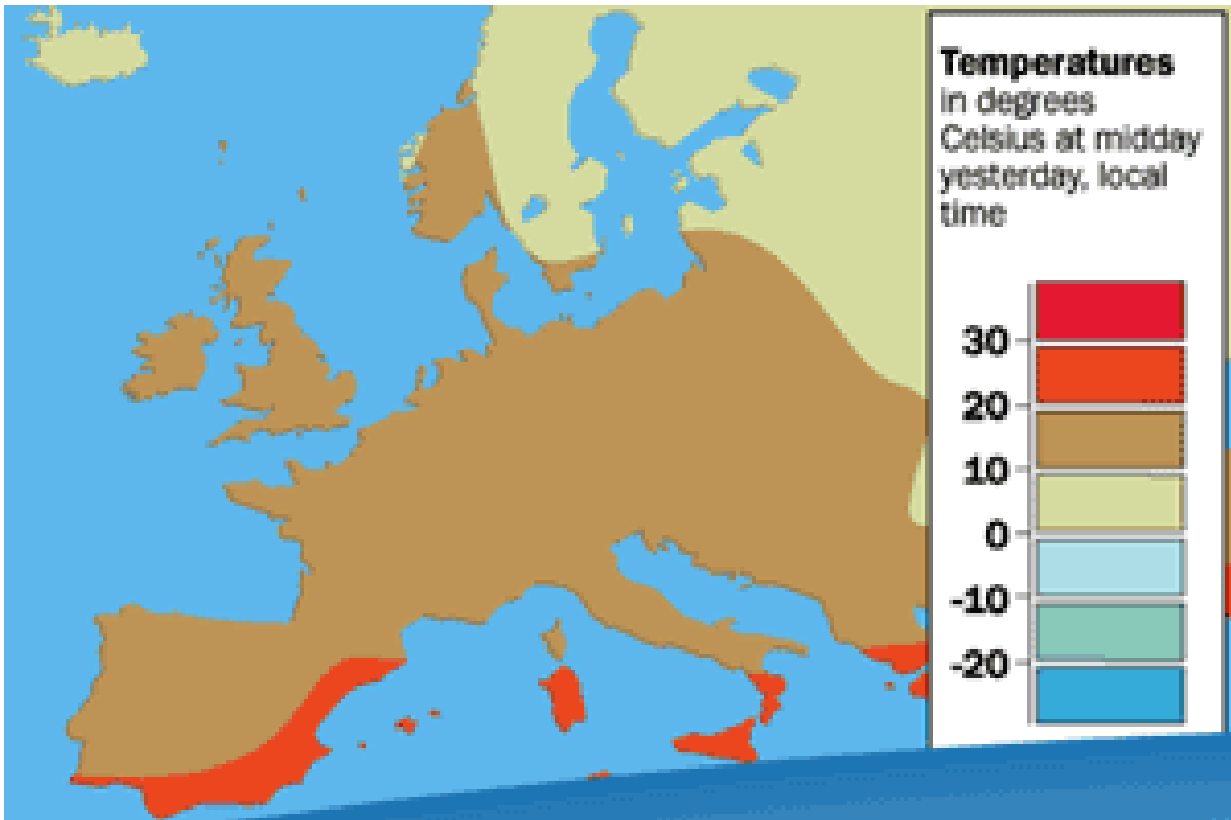 Temperatures
in degrees
Celsius at midday
yesterday, local
time
30
20
10
0
-10
-20